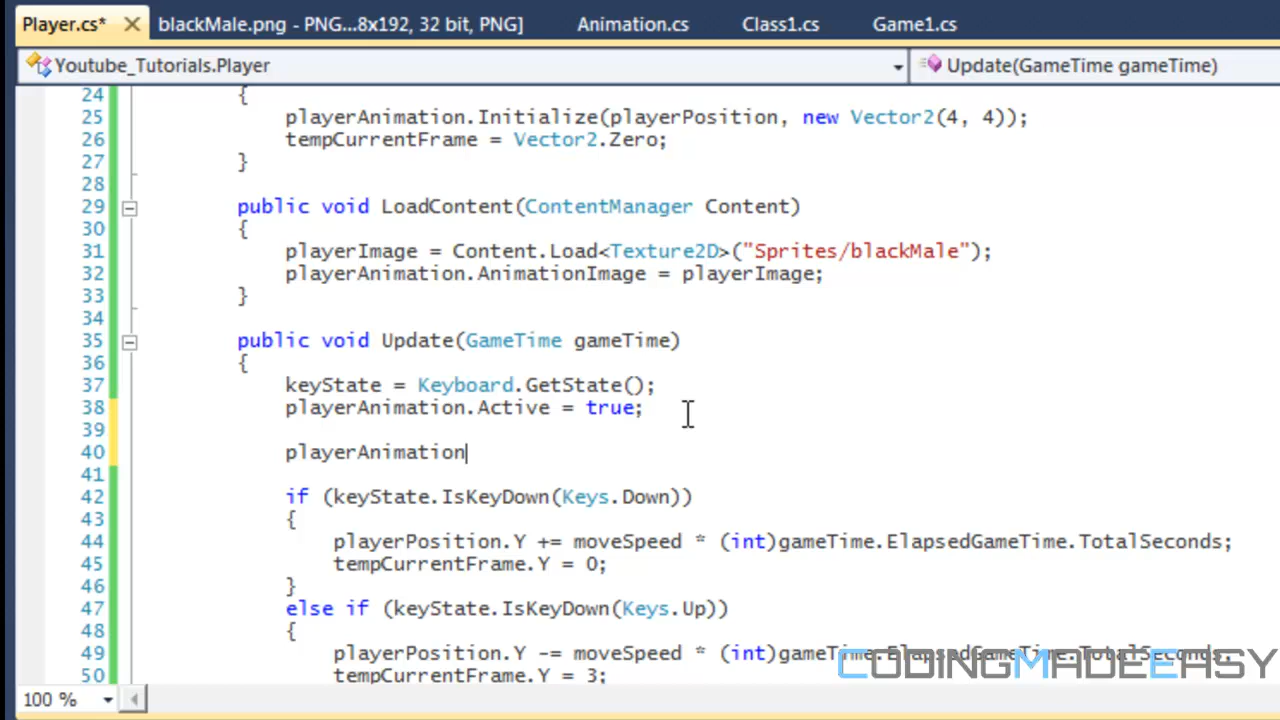 Player.cs* blackMale.png - PNG...8x192, 32 bit, PNG] Animation.cs Class1.cs Game1.cs
Youtube_Tutorials.Player Update(GameTime gameTime)
24 {
25 playerAnimation.Initialize(playerPosition, new Vector2(4, 4));
26 tempCurrentFrame = Vector2.Zero;
27 }
28
29 public void LoadContent(ContentManager Content)
30 {
31 playerImage = Content.Load<Texture2D>("Sprites/blackMale");
32 playerAnimation.AnimationImage = playerImage;
33 }
34
35 public void Update(GameTime gameTime)
36 {
37 keyState = Keyboard.GetState();
38 playerAnimation.Active = true;
39
40 playerAnimation
41
42 if (keyState.IsKeyDown(Keys.Down))
43 {
44 playerPosition.Y += moveSpeed * (int)gameTime.ElapsedGameTime.TotalSeconds;
45 tempCurrentFrame.Y = 0;
46 }
47 else if (keyState.IsKeyDown(Keys.Up))
48 {
49 playerPosition.Y -= moveSpeed * (int)gameTime.ElapsedGameTime.TotalSeconds;
50 tempCurrentFrame.Y = 3;
CODINGMADEEASY
100 %